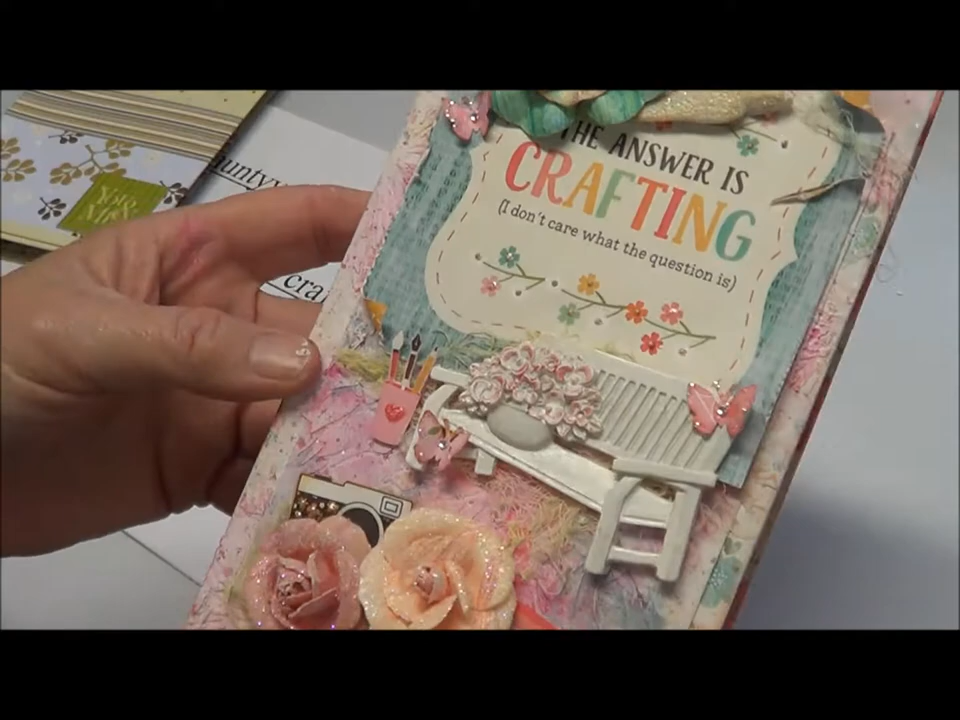 THE ANSWER IS
CRAFTING
(I don't care what the question is)